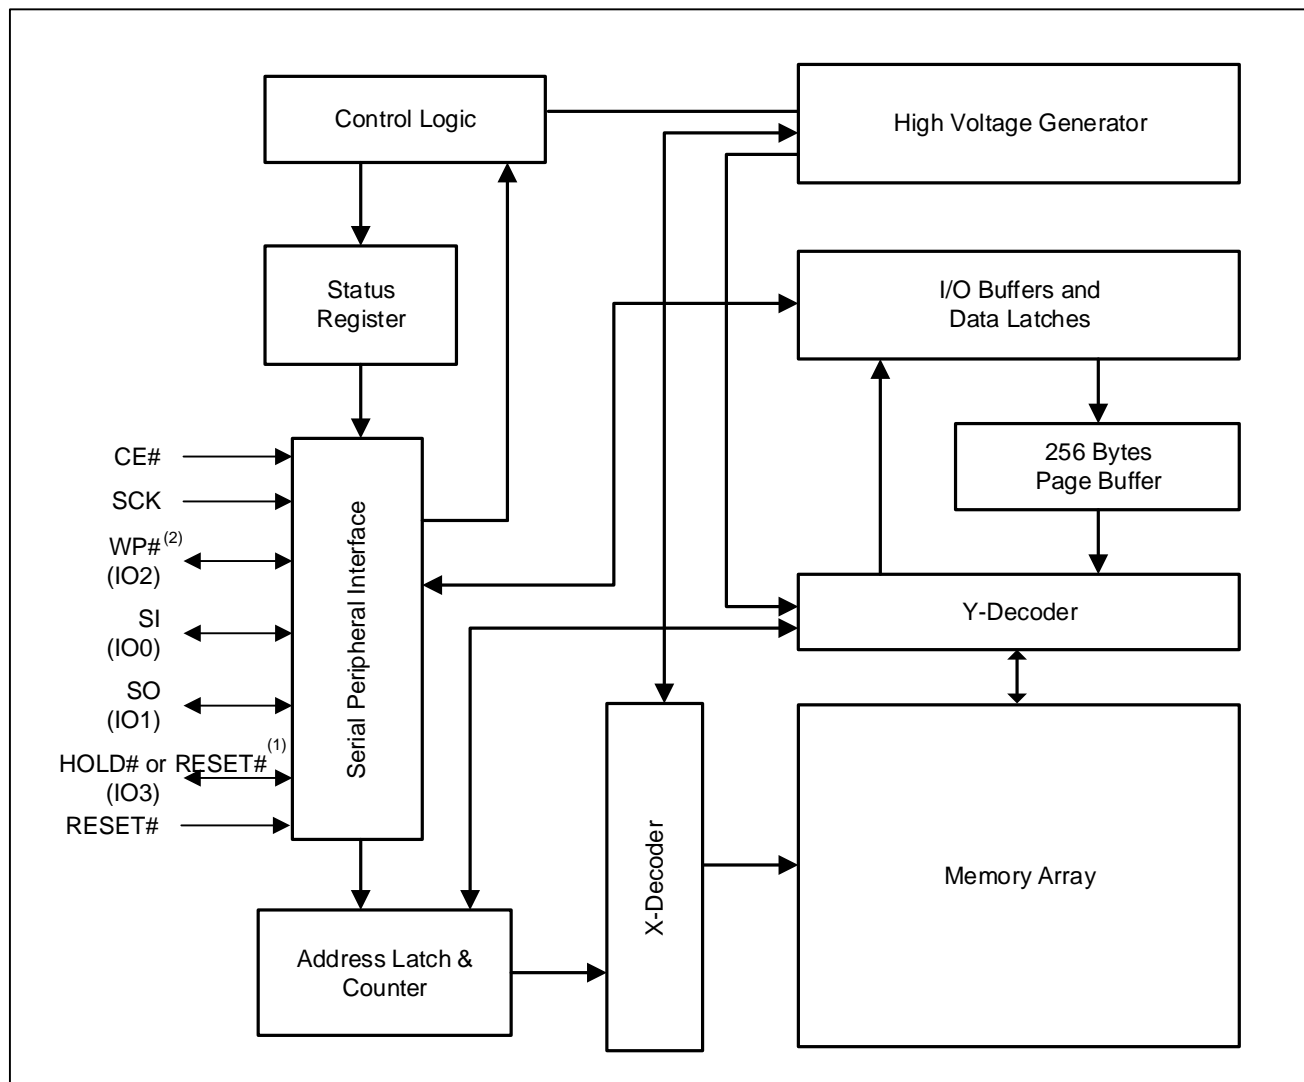 Control Logic
High Voltage Generator
Status
Register
I/O Buffers and
Data Latches
256 Bytes
Page Buffer
Y-Decoder
CE#
SCK
WP# (2)
(IO2)
SI
(IO0)
SO
(IO1)
HOLD# or RESET# (1)
(IO3)
RESET#
Serial Peripheral Interface
X-Decoder
Memory Array
Address Latch &
Counter